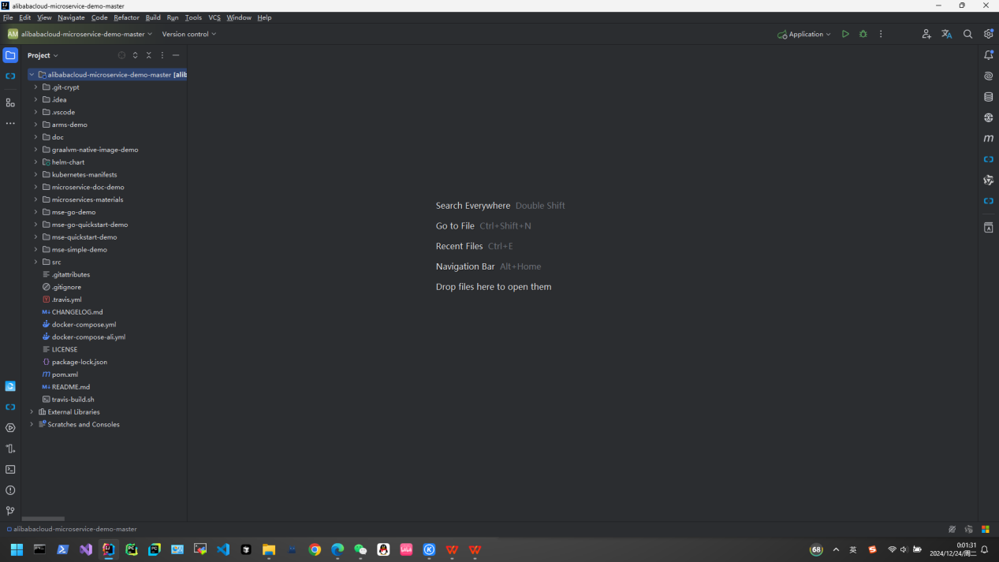 alibabacloud-microservice-demo-master
File Edit View Navigate Code Refactor Build Run Tools VCS Window Help
AM alibabacloud-microservice-demo-master Version control Application
Project
alibabacloud-microservice-demo-master [alib
.git-crypt
.idea
.vscode
arms-demo
doc
graalvm-native-image-demo
helm-chart
kubernetes-manifests
microservice-doc-demo
microservices-materials
mse-go-demo
mse-go-quickstart-demo
mse-quickstart-demo
mse-simple-demo
src
.gitattributes
.gitignore
.travis.yml
CHANGELOG.md
docker-compose.yml
docker-compose-ali.yml
LICENSE
package-lock.json
pom.xml
README.md
travis-build.sh
External Libraries
Scratches and Consoles
Search Everywhere Double Shift
Go to File Ctrl+Shift+N
Recent Files Ctrl+E
Navigation Bar Alt+Home
Drop files here to open them
alibabacloud-microservice-demo-master
68 英 0:01:31
2024/12/24/周二